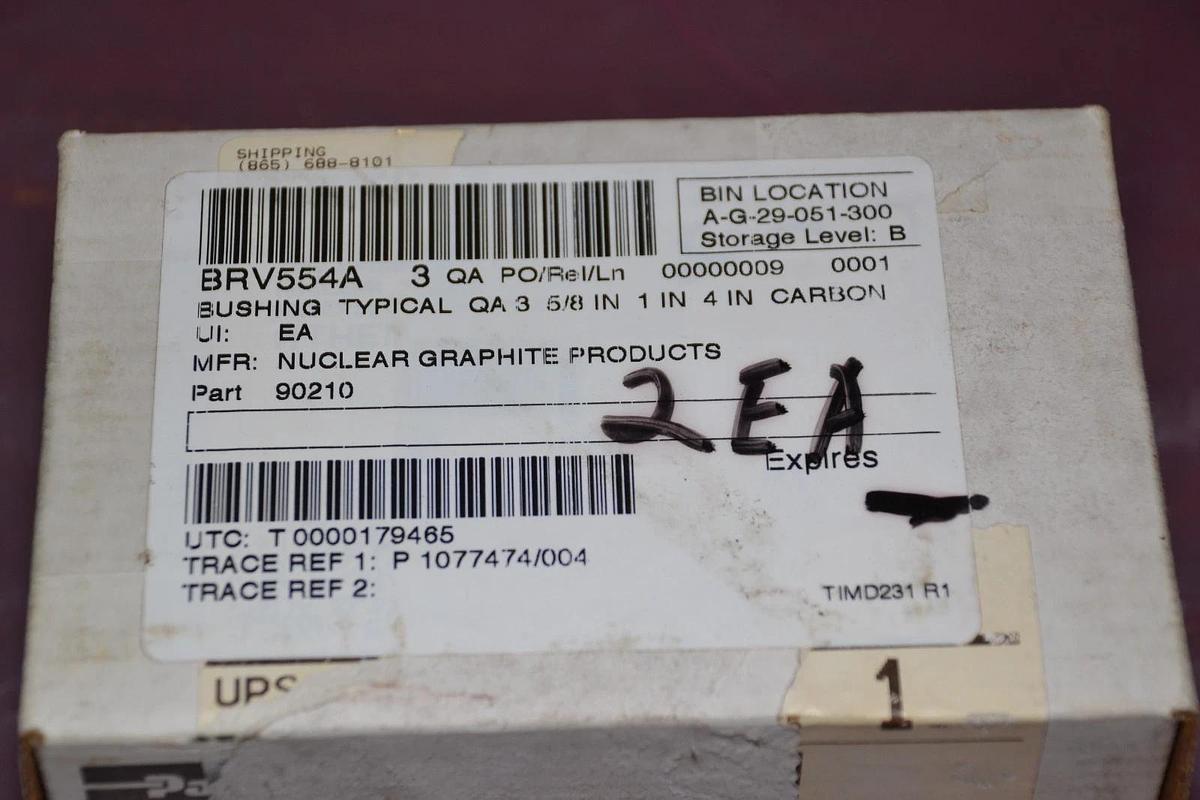 SHIPPING
(865) 688-8101
BIN LOCATION
A-G-29-051-300
Storage Level: B
BRV554A 3 QA PO/Rel/Ln 00000009 0001
BUSHING TYPICAL QA 3 5/8 IN 1 IN 4 IN CARBON
UI: EA
MFR: NUCLEAR GRAPHITE PRODUCTS
Part 90210
2 EA
Expires
UTC: T 0000179465
TRACE REF 1: P 1077474/004
TRACE REF 2:
TIMD231 R1
UPS
1